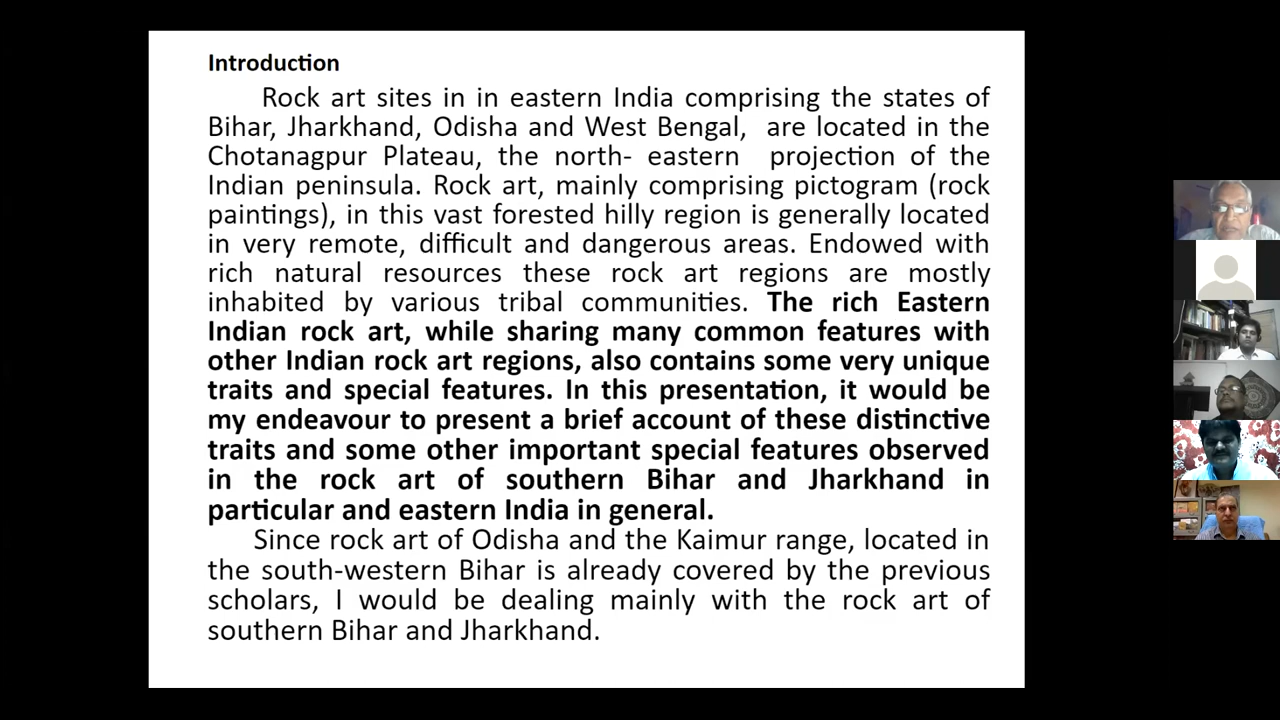 Introduction
Rock art sites in in eastern India comprising the states of
Bihar, Jharkhand, Odisha and West Bengal, are located in the
Chotanagpur Plateau, the north- eastern projection of the
Indian peninsula. Rock art, mainly comprising pictogram (rock
paintings), in this vast forested hilly region is generally located
in very remote, difficult and dangerous areas. Endowed with
rich natural resources these rock art regions are mostly
inhabited by various tribal communities. The rich Eastern
Indian rock art, while sharing many common features with
other Indian rock art regions, also contains some very unique
traits and special features. In this presentation, it would be
my endeavour to present a brief account of these distinctive
traits and some other important special features observed
in the rock art of southern Bihar and Jharkhand in
particular and eastern India in general.
Since rock art of Odisha and the Kaimur range, located in
the south-western Bihar is already covered by the previous
scholars, I would be dealing mainly with the rock art of
southern Bihar and Jharkhand.